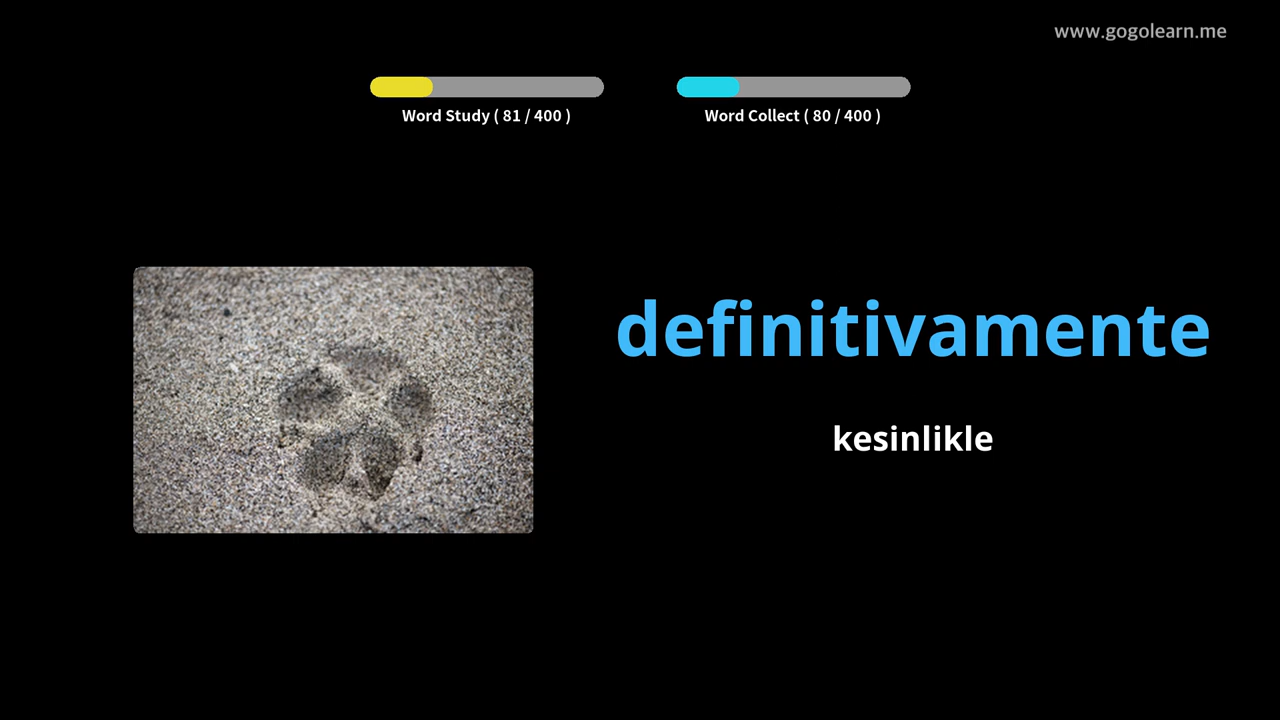 www.gogolearn.me
Word Study ( 81 / 400 )
Word Collect ( 80 / 400 )
definitivamente
kesinlikle